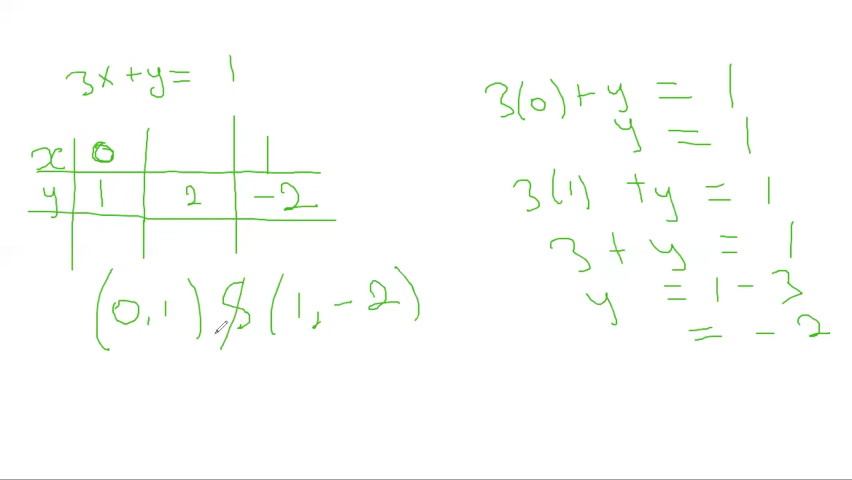 3x + y = 1
x 0 1
y 1 2 -2
(0, 1) & (1, -2)
3(0) + y = 1
y = 1
3(1) + y = 1
3 + y = 1
y = 1 - 3
= - 2